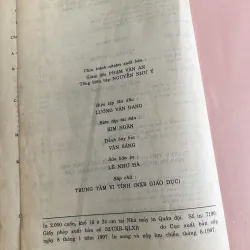 Chịu trách nhiệm xuất bản :
Giám đốc PHẠM VĂN AN
Tổng biên tập NGUYỄN NHƯ Ý
Biên tập lần đầu :
LƯƠNG VĂN ĐANG
Biên tập tái bản :
KIM NGÂN
Trình bày bìa :
VĂN SÁNG
Sửa bản in :
LÊ NHƯ HÀ
Sắp chữ :
TRUNG TÂM VI TÍNH (NXB GIÁO DỤC)
In 2.000 cuốn, khổ 16 x 24 cm tại Nhà máy in Quân đội. Số in: 7190
Giấy phép xuất bản số do Cục xuất bản cấp
ngày 8 tháng 1 năm 1997. In xong và nộp lưu chiểu tháng 6.1997.